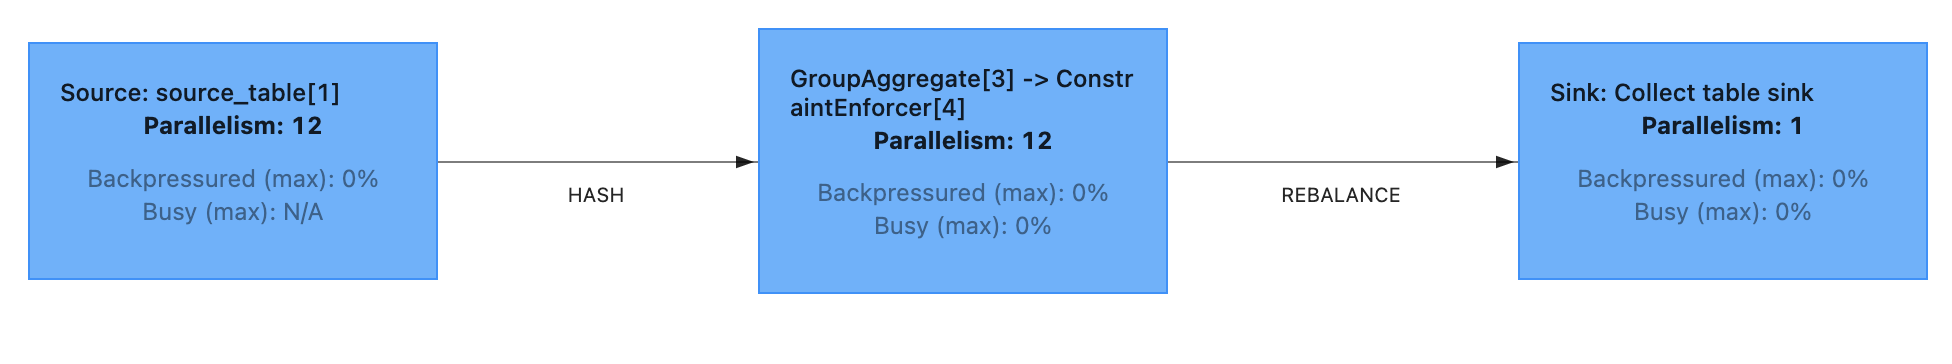 Source: source_table[1]
Parallelism: 12
Backpressured (max): 0%
Busy (max): N/A
HASH
GroupAggregate[3] -> Constr
aintEnforcer[4]
Parallelism: 12
Backpressured (max): 0%
Busy (max): 0%
REBALANCE
Sink: Collect table sink
Parallelism: 1
Backpressured (max): 0%
Busy (max): 0%